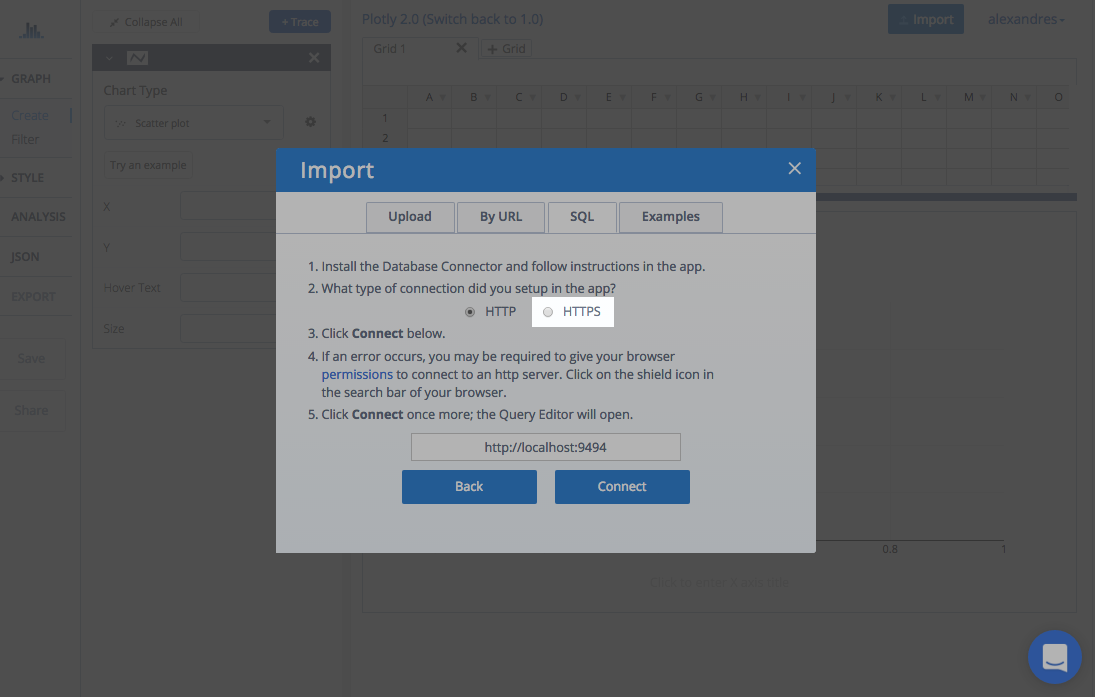 Collapse All
+ Trace
Plotly 2.0 (Switch back to 1.0)
Import
alexandres
Grid 1
+ Grid
GRAPH
Create
Filter
STYLE
ANALYSIS
JSON
EXPORT
Save
Share
Chart Type
Scatter plot
Try an example
X
Y
Hover Text
Size
A B C D E F G H I J K L M N O
1
2
Import
Upload By URL SQL Examples
1. Install the Database Connector and follow instructions in the app.
2. What type of connection did you setup in the app?
HTTP HTTPS
3. Click Connect below.
4. If an error occurs, you may be required to give your browser
permissions to connect to an http server. Click on the shield icon in
the search bar of your browser.
5. Click Connect once more; the Query Editor will open.
http://localhost:9494
Back Connect
0.8 1